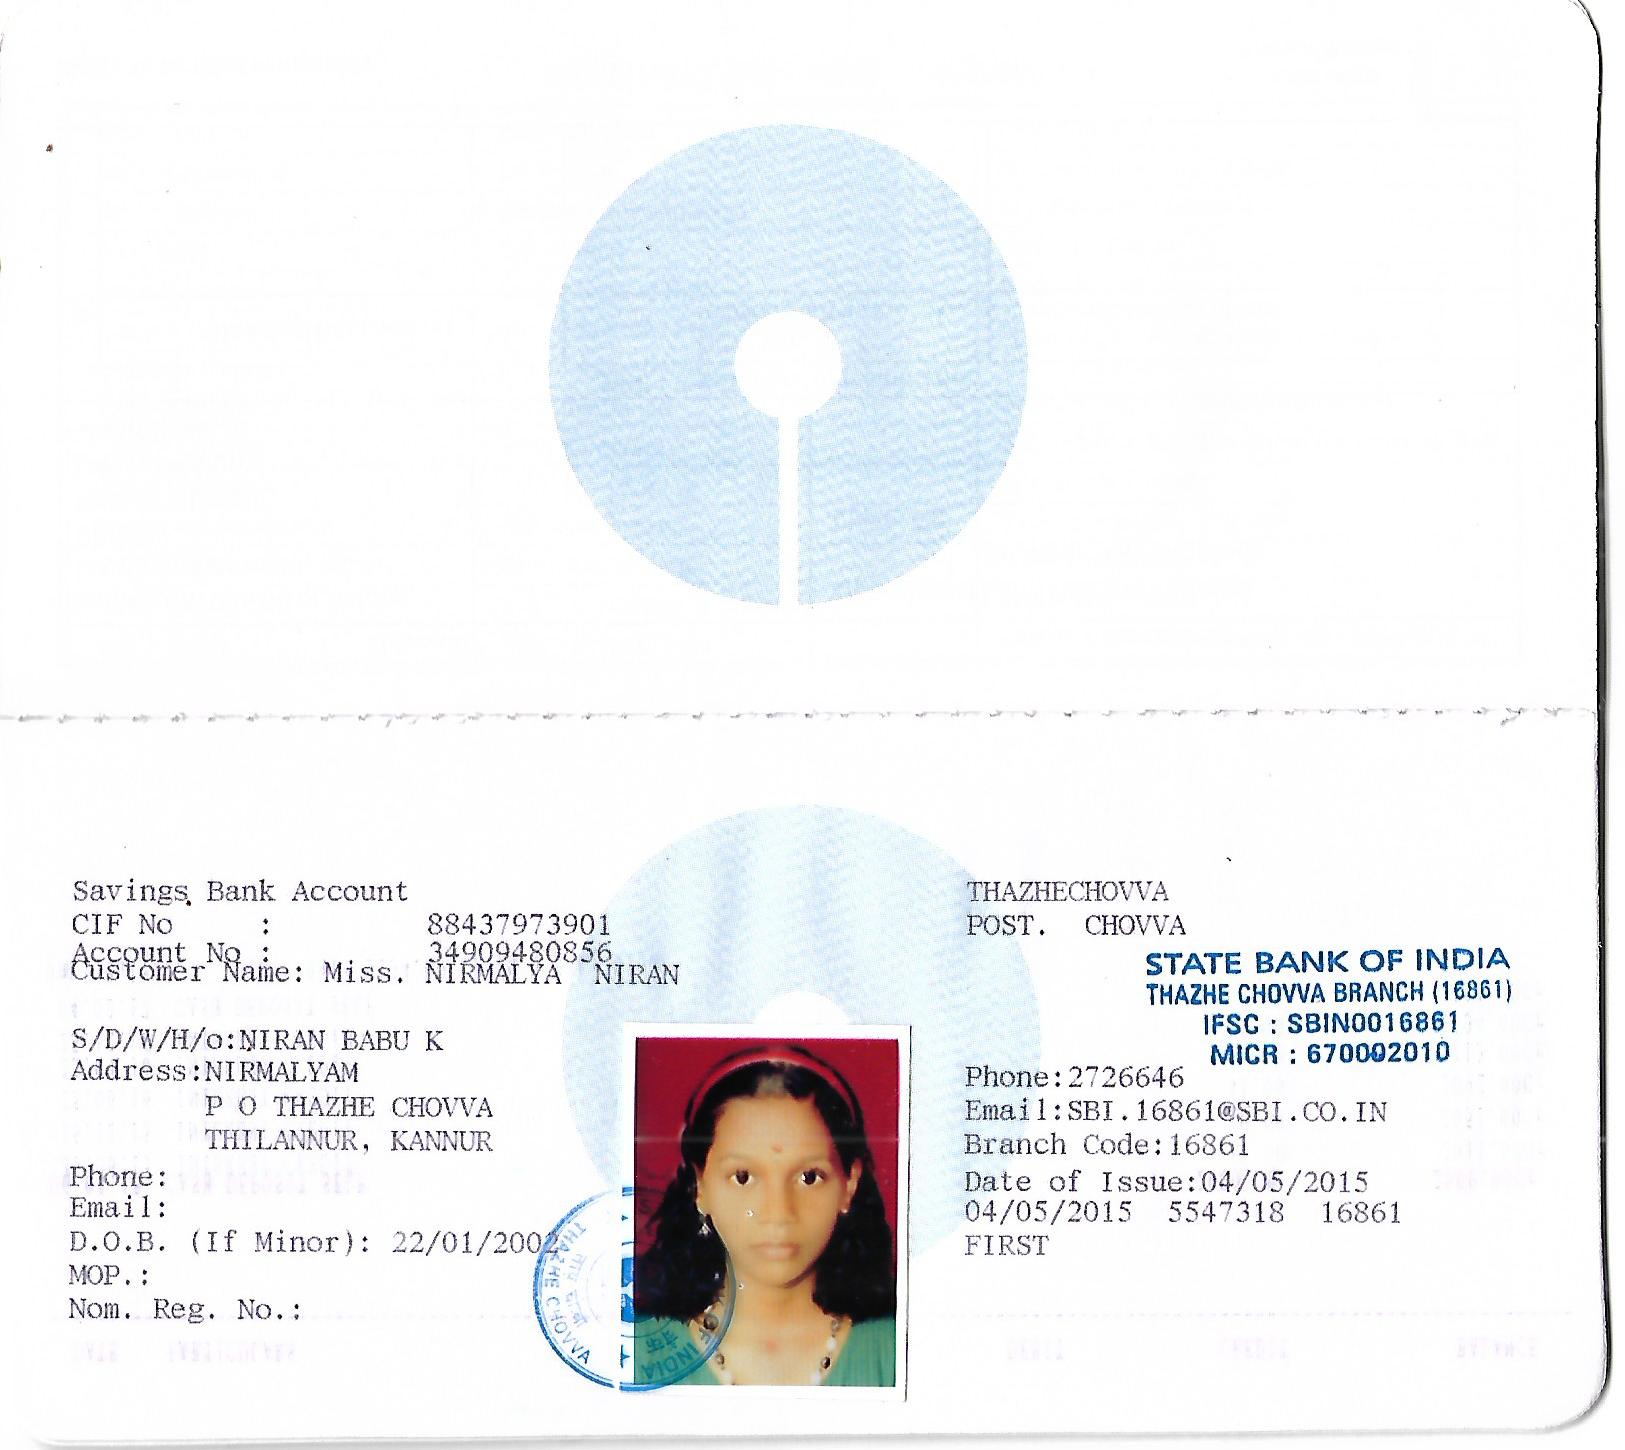 Savings Bank Account
CIF No : 88437973901
Account No : 34909480856
Customer Name: Miss. NIRMALYA NIRAN
S/D/W/H/o:NIRAN BABU K
Address:NIRMALYAM
P O THAZHE CHOVVA
THILANNUR, KANNUR
Phone:
Email:
D.O.B. (If Minor): 22/01/2002
MOP.:
Nom. Reg. No.:
THAZHECHOVVA
POST. CHOVVA
STATE BANK OF INDIA
THAZHE CHOVVA BRANCH (16861)
IFSC : SBIN0016861
MICR : 670002010
Phone:2726646
Email:SBI.16861@SBI.CO.IN
Branch Code:16861
Date of Issue:04/05/2015
04/05/2015 5547318 16861
FIRST
THAZHE CHOVVA
OF INDIA